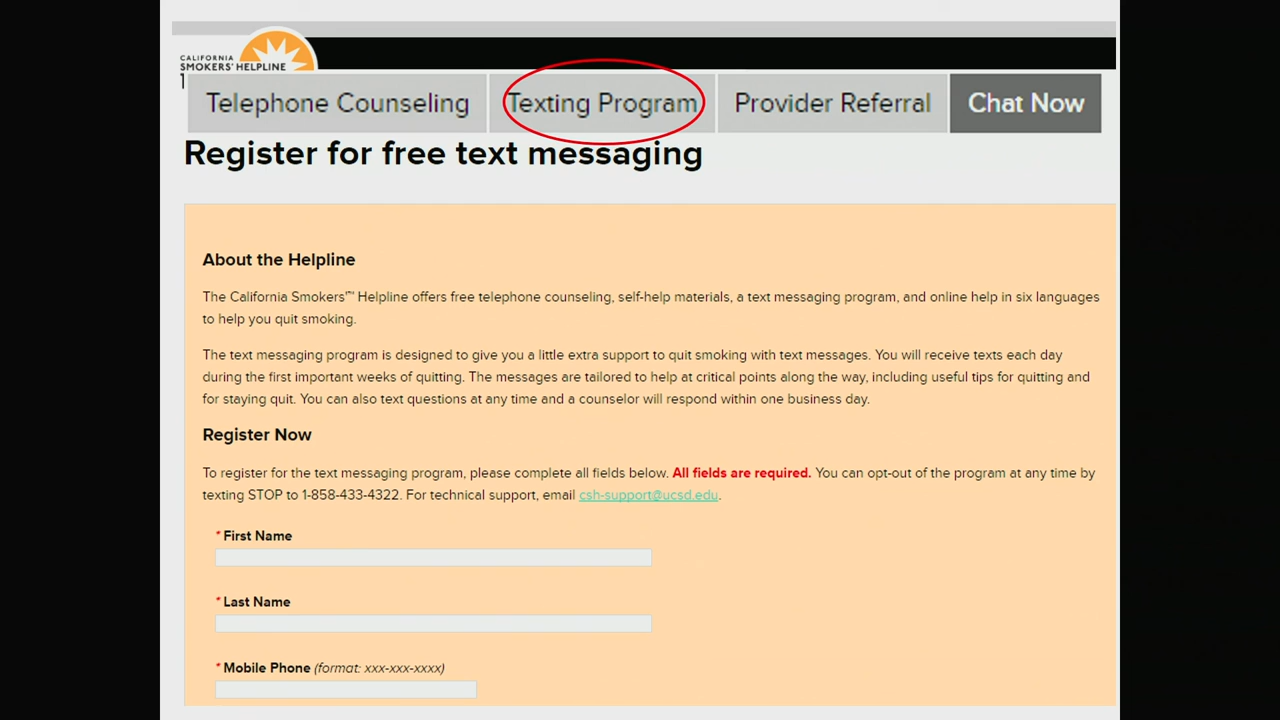 CALIFORNIA
SMOKERS' HELPLINE
1
Telephone Counseling
Texting Program
Provider Referral
Chat Now
Register for free text messaging
About the Helpline
The California Smokers'™ Helpline offers free telephone counseling, self-help materials, a text messaging program, and online help in six languages
to help you quit smoking.
The text messaging program is designed to give you a little extra support to quit smoking with text messages. You will receive texts each day
during the first important weeks of quitting. The messages are tailored to help at critical points along the way, including useful tips for quitting and
for staying quit. You can also text questions at any time and a counselor will respond within one business day.
Register Now
To register for the text messaging program, please complete all fields below. All fields are required. You can opt-out of the program at any time by
texting STOP to 1-858-433-4322. For technical support, email csh-support@ucsd.edu.
* First Name
* Last Name
* Mobile Phone (format: xxx-xxx-xxxx)